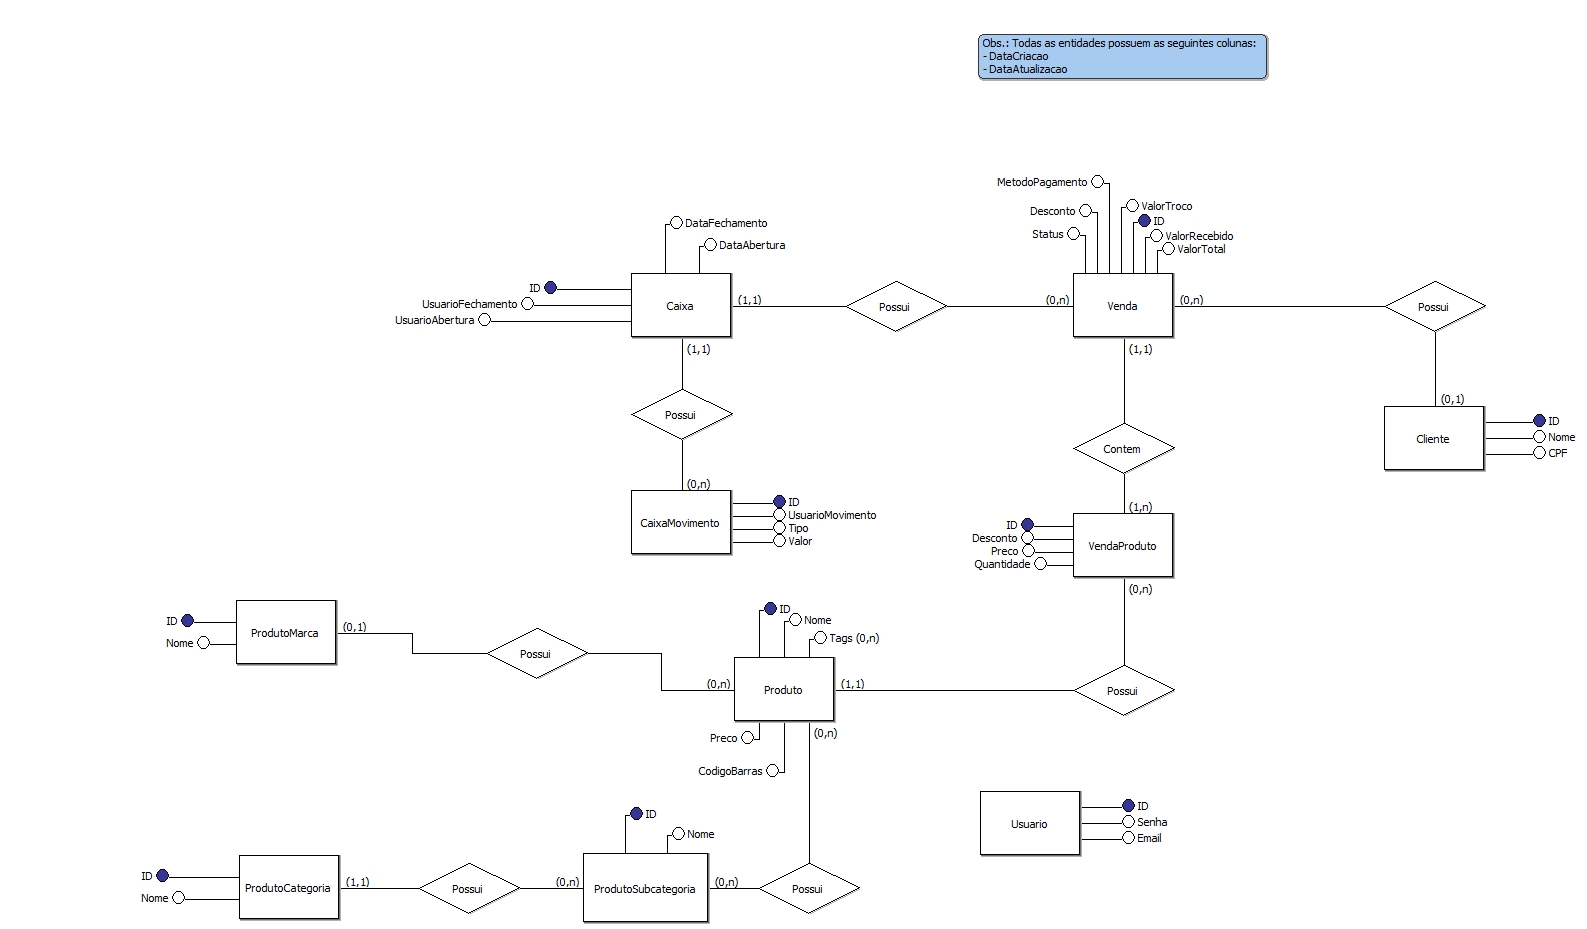 Obs.: Todas as entidades possuem as seguintes colunas:
- DataCriacao
- DataAtualizacao
MetodoPagamento
Desconto
ValorTroco
ID
Status
ValorRecebido
ValorTotal
DataFechamento
DataAbertura
ID
UsuarioFechamento
UsuarioAbertura
Caixa
(1,1)
Possui
(0,n)
Venda
(0,n)
Possui
(1,1)
(1,1)
(0,1)
Possui
Contem
Cliente
ID
Nome
CPF
(0,n)
CaixaMovimento
ID
UsuarioMovimento
Tipo
Valor
(1,n)
ID
Desconto
Preco
Quantidade
VendaProduto
(0,n)
ID
Nome
ProdutoMarca
(0,1)
Possui
(0,n)
ID
Nome
Tags (0,n)
Produto
(1,1)
Possui
Preco
(0,n)
CodigoBarras
Usuario
ID
Senha
Email
ID
Nome
ID
Nome
ProdutoCategoria
(1,1)
Possui
(0,n)
ProdutoSubcategoria
(0,n)
Possui